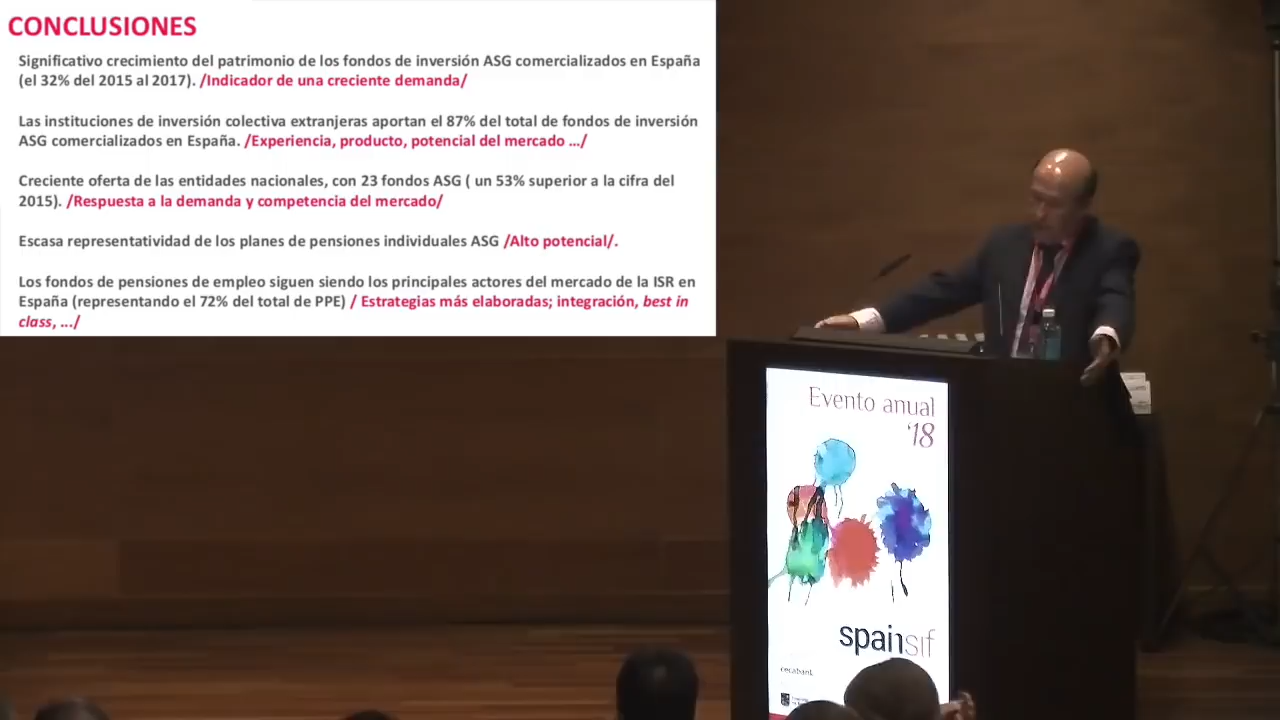 CONCLUSIONES
Significativo crecimiento del patrimonio de los fondos de inversión ASG comercializados en España
(el 32% del 2015 al 2017). /Indicador de una creciente demanda/
Las instituciones de inversión colectiva extranjeras aportan el 87% del total de fondos de inversión
ASG comercializados en España. /Experiencia, producto, potencial del mercado .../
Creciente oferta de las entidades nacionales, con 23 fondos ASG ( un 53% superior a la cifra del
2015). /Respuesta a la demanda y competencia del mercado/
Escasa representatividad de los planes de pensiones individuales ASG /Alto potencial/.
Los fondos de pensiones de empleo siguen siendo los principales actores del mercado de la ISR en
España (representando el 72% del total de PPE) / Estrategias más elaboradas; integración, best in
class, .../
Evento anual
'18
spainsif
cecabank